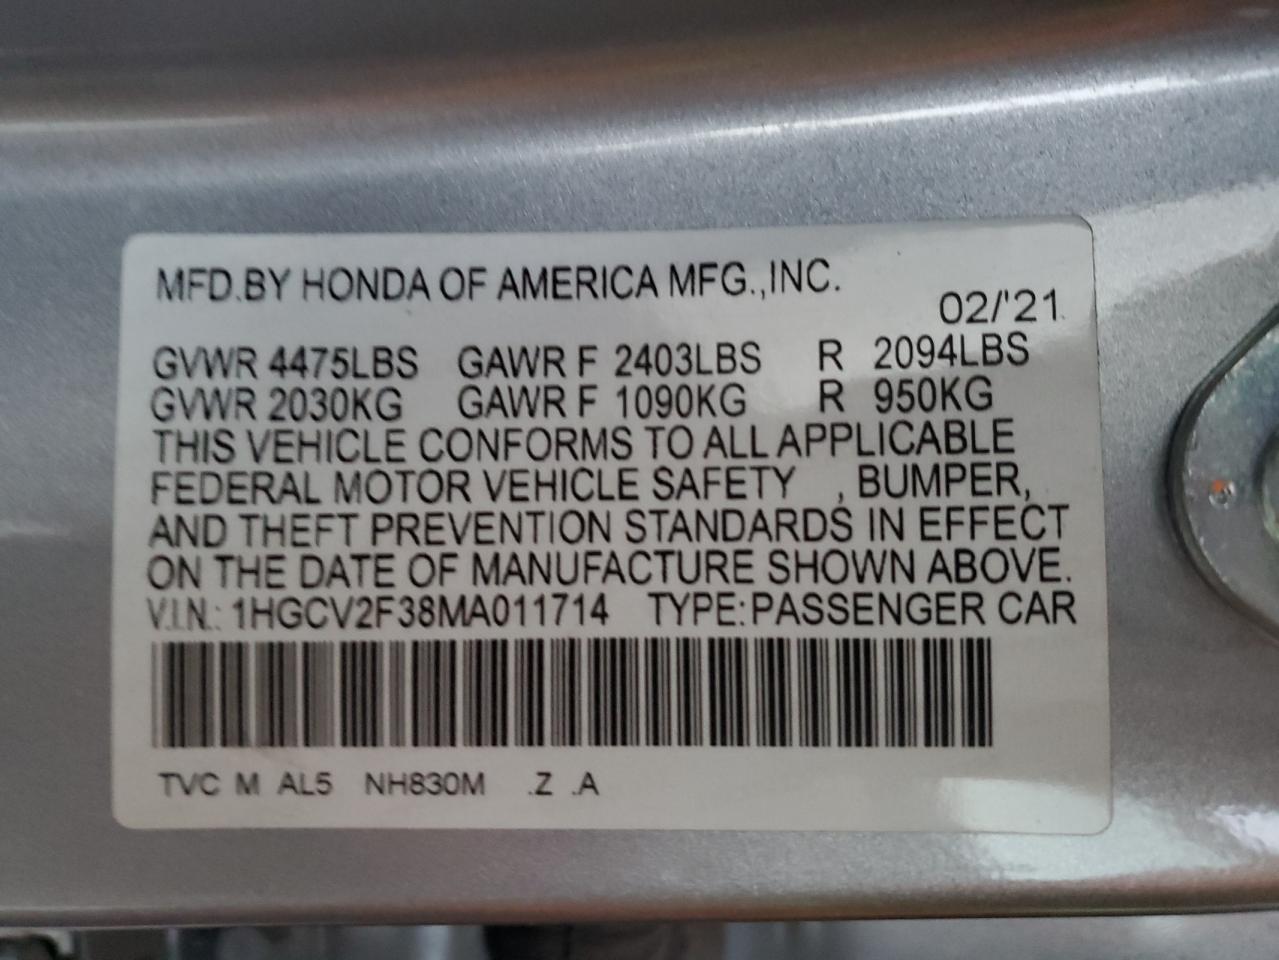 MFD.BY HONDA OF AMERICA MFG.,INC.
02/'21
GVWR 4475LBS GAWR F 2403LBS R 2094LBS
GVWR 2030KG GAWR F 1090KG R 950KG
THIS VEHICLE CONFORMS TO ALL APPLICABLE
FEDERAL MOTOR VEHICLE SAFETY , BUMPER,
AND THEFT PREVENTION STANDARDS IN EFFECT
ON THE DATE OF MANUFACTURE SHOWN ABOVE.
V.I.N.: 1HGCV2F38MA011714 TYPE:PASSENGER CAR
TVC M AL5 NH830M .Z .A